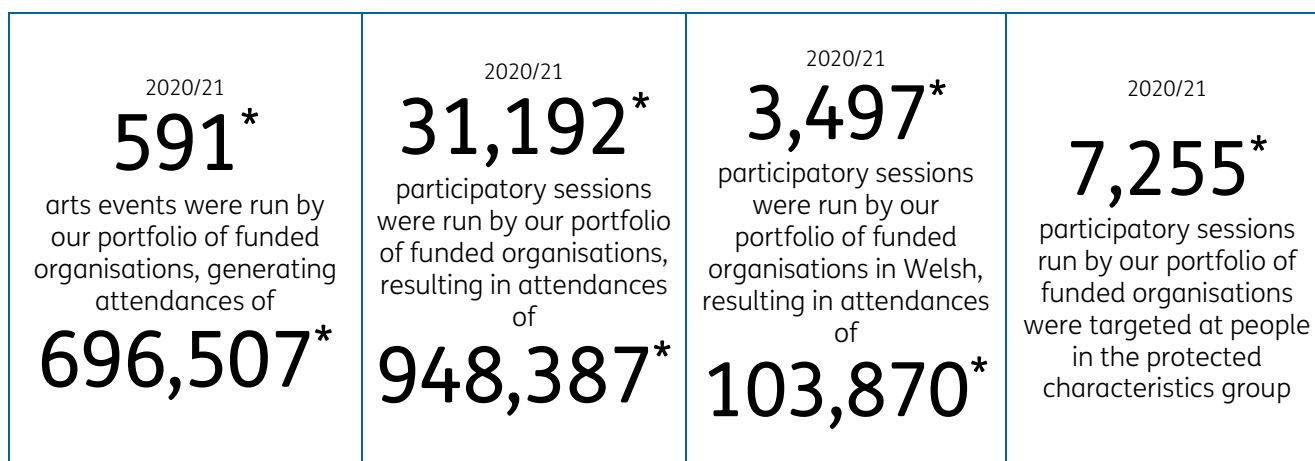 2020/21
591*
arts events were run by
our portfolio of funded
organisations, generating
attendances of
696,507*
2020/21
31,192*
participatory sessions
were run by our portfolio
of funded organisations,
resulting in attendances
of
948,387*
2020/21
3,497*
participatory sessions
were run by our
portfolio of funded
organisations in Welsh,
resulting in attendances
of
103,870*
2020/21
7,255*
participatory sessions
run by our portfolio of
funded organisations
were targeted at people
in the protected
characteristics group